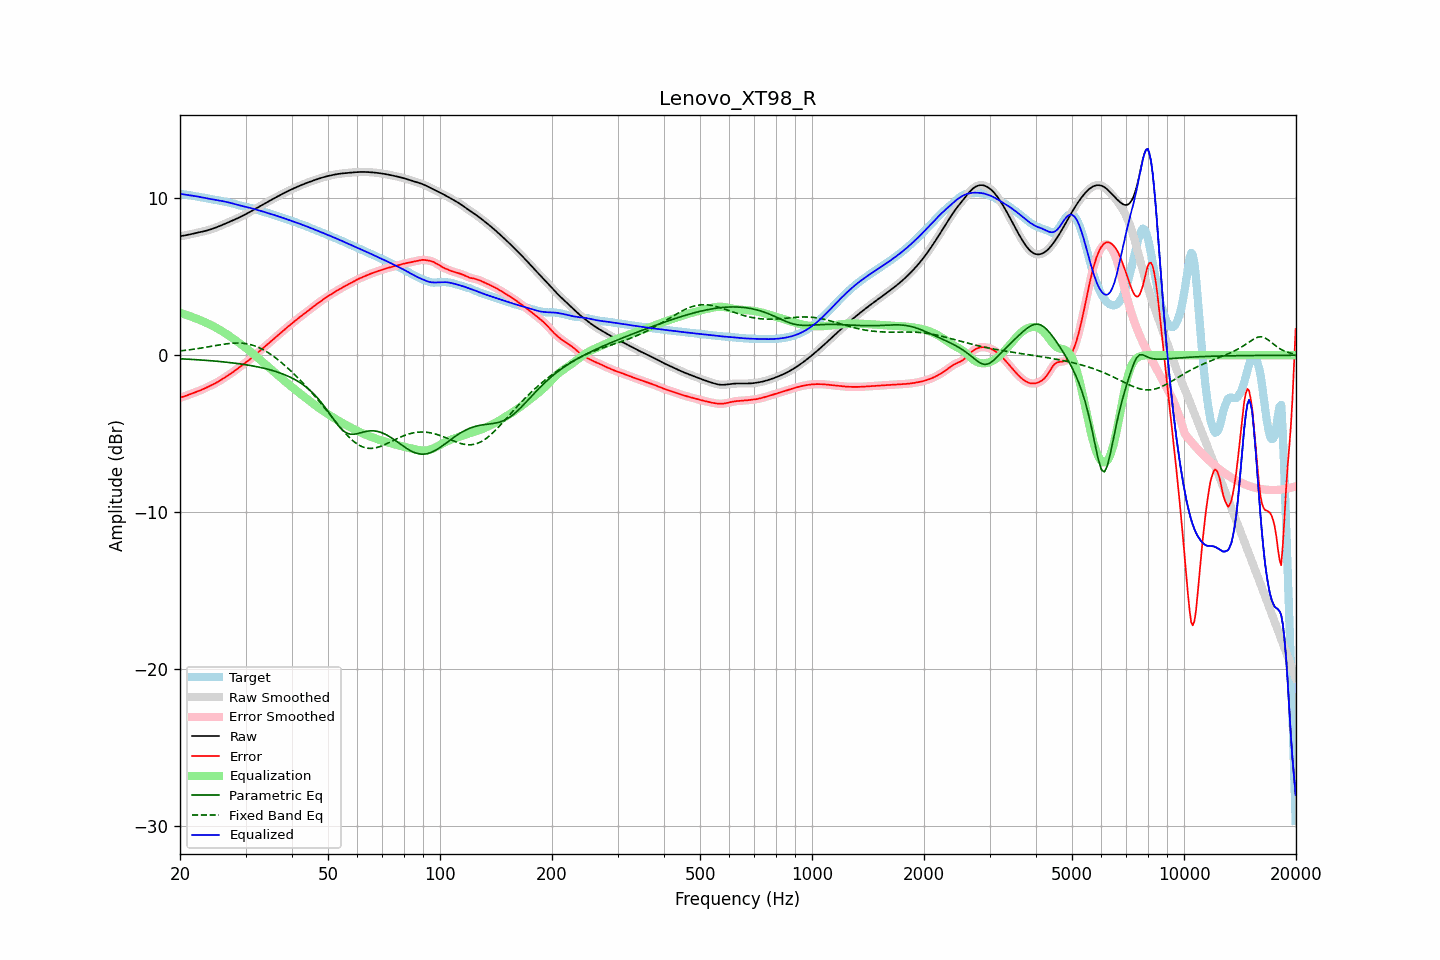 Lenovo_XT98_R
Amplitude (dBr)
10
0
−10
−20
−30
Target
Raw Smoothed
Error Smoothed
Raw
Error
Equalization
Parametric Eq
Fixed Band Eq
Equalized
20 50 100 200 500 1000 2000 5000 10000 20000
Frequency (Hz)